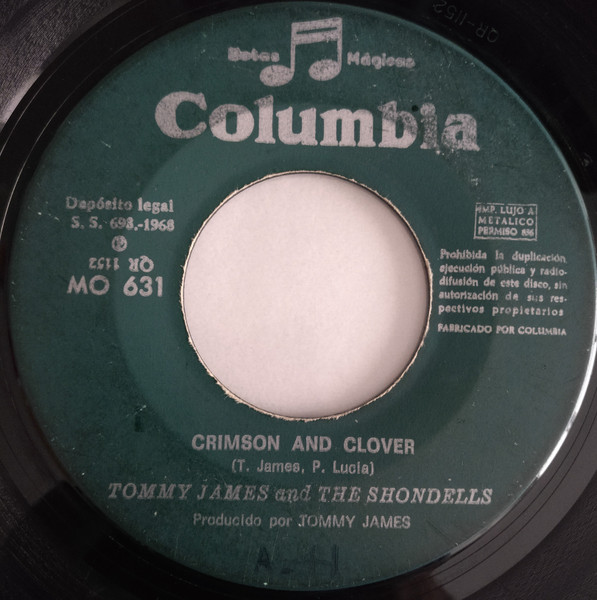 Notas Mágicas
Columbia
Depósito legal
S. S.-698.-1968
Ⓟ
QR 1152
MO 631
IMP. LUJO A
METALICO
PERMISO 896
Prohibida la duplicación,
ejecución pública y radio-
difusión de este disco, sin
autorización de sus res-
pectivos propietarios
FABRICADO POR COLUMBIA
CRIMSON AND CLOVER
(T. James, P. Lucia)
TOMMY JAMES and THE SHONDELLS
Producido por TOMMY JAMES
QR-1152